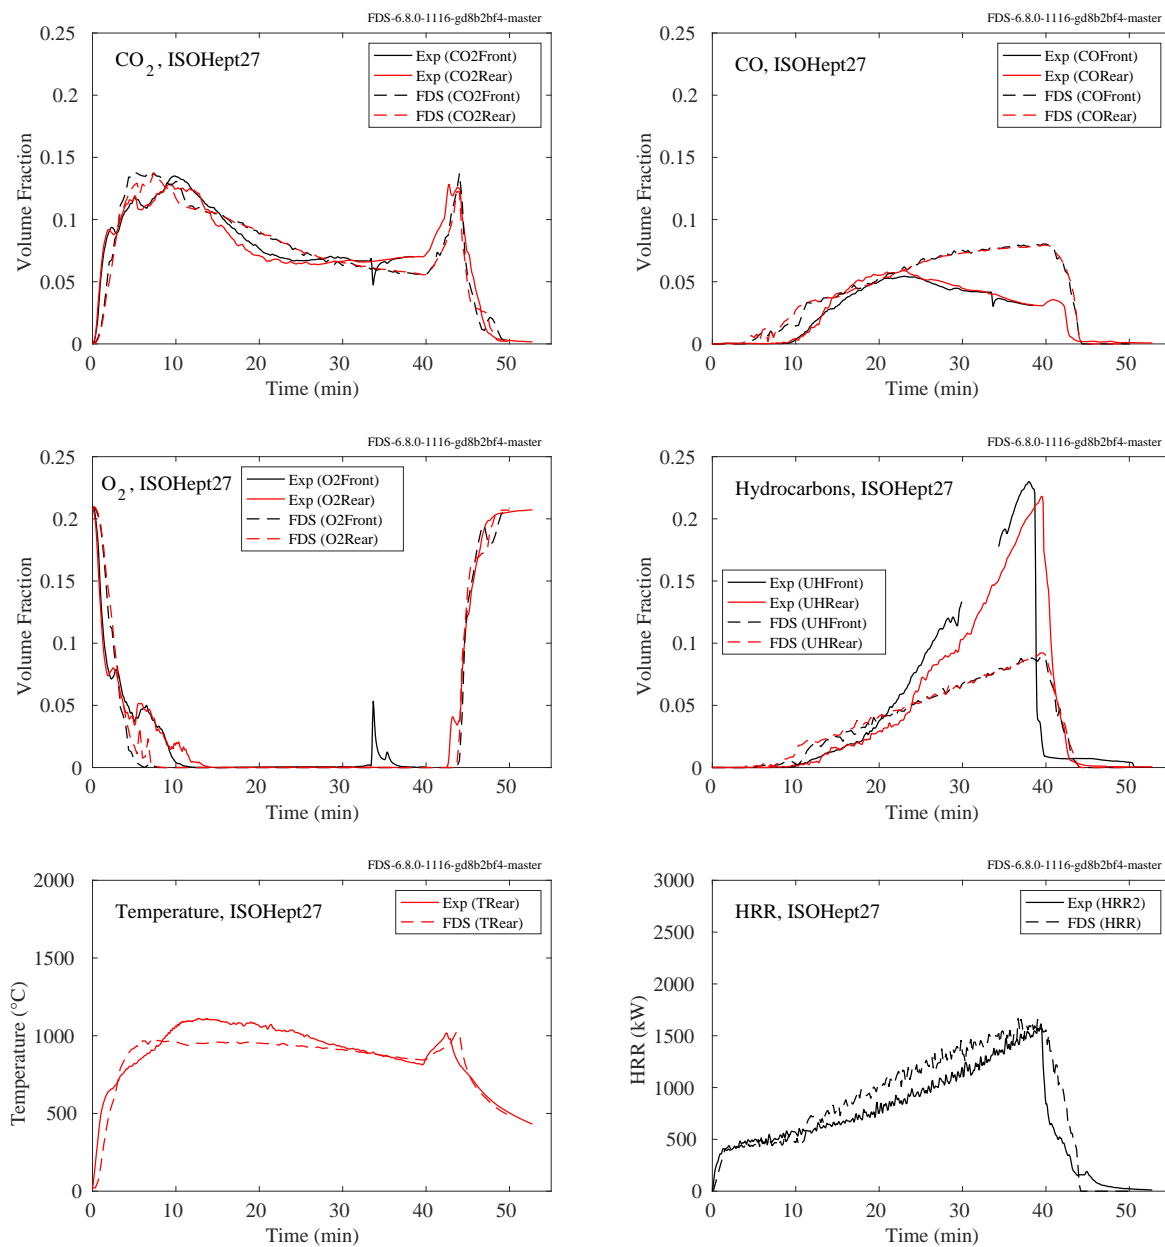 FDS-6.8.0-1116-gd8b2bf4-master
CO2, ISOHept27
Exp (CO2Front)
Exp (CO2Rear)
FDS (CO2Front)
FDS (CO2Rear)
Volume Fraction
0.25
0.2
0.15
0.1
0.05
0
0 10 20 30 40 50
Time (min)
FDS-6.8.0-1116-gd8b2bf4-master
CO, ISOHept27
Exp (COFront)
Exp (CORear)
FDS (COFront)
FDS (CORear)
Volume Fraction
0.25
0.2
0.15
0.1
0.05
0
0 10 20 30 40 50
Time (min)
FDS-6.8.0-1116-gd8b2bf4-master
O2, ISOHept27
Exp (O2Front)
Exp (O2Rear)
FDS (O2Front)
FDS (O2Rear)
Volume Fraction
0.25
0.2
0.15
0.1
0.05
0
0 10 20 30 40 50
Time (min)
FDS-6.8.0-1116-gd8b2bf4-master
Hydrocarbons, ISOHept27
Exp (UHFront)
Exp (UHRear)
FDS (UHFront)
FDS (UHRear)
Volume Fraction
0.25
0.2
0.15
0.1
0.05
0
0 10 20 30 40 50
Time (min)
FDS-6.8.0-1116-gd8b2bf4-master
Temperature, ISOHept27
Exp (TRear)
FDS (TRear)
Temperature (°C)
2000
1500
1000
500
0
0 10 20 30 40 50
Time (min)
FDS-6.8.0-1116-gd8b2bf4-master
HRR, ISOHept27
Exp (HRR2)
FDS (HRR)
HRR (kW)
3000
2500
2000
1500
1000
500
0
0 10 20 30 40 50
Time (min)